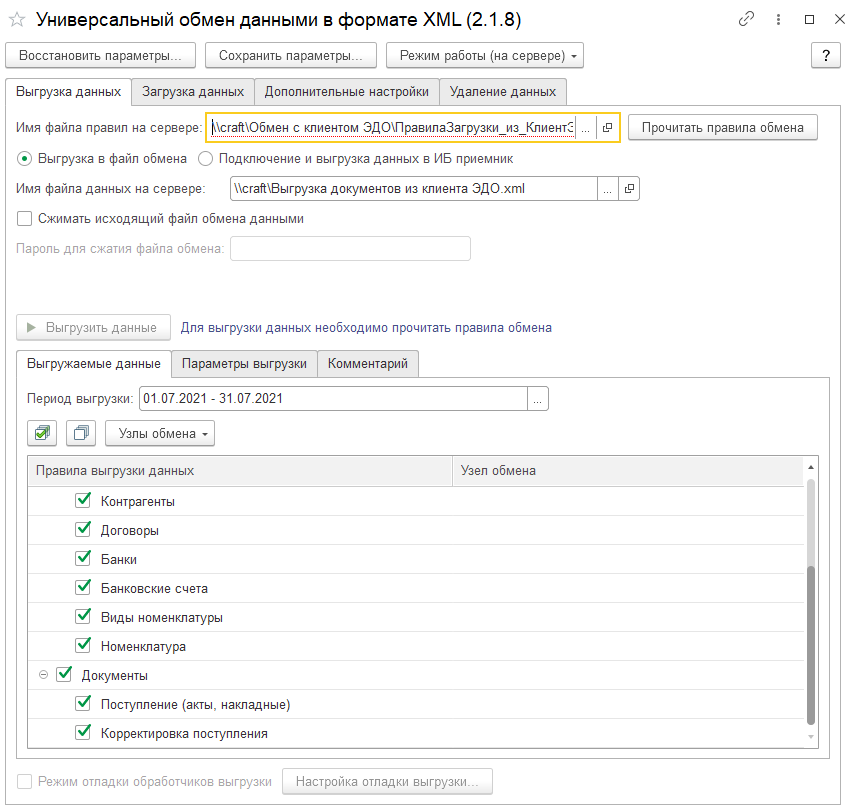 Универсальный обмен данными в формате XML (2.1.8)
Восстановить параметры... Сохранить параметры... Режим работы (на сервере) ?
Выгрузка данных Загрузка данных Дополнительные настройки Удаление данных
Имя файла правил на сервере: \\craft\Обмен с клиентом ЭДО\ПравилаЗагрузки_из_КлиентЭ ... Прочитать правила обмена
Выгрузка в файл обмена Подключение и выгрузка данных в ИБ приемник
Имя файла данных на сервере: \\craft\Выгрузка документов из клиента ЭДО.xml ...
Сжимать исходящий файл обмена данными
Пароль для сжатия файла обмена:
Выгрузить данные Для выгрузки данных необходимо прочитать правила обмена
Выгружаемые данные Параметры выгрузки Комментарий
Период выгрузки: 01.07.2021 - 31.07.2021 ...
Узлы обмена
Правила выгрузки данных Узел обмена
Контрагенты
Договоры
Банки
Банковские счета
Виды номенклатуры
Номенклатура
Документы
Поступление (акты, накладные)
Корректировка поступления
Режим отладки обработчиков выгрузки Настройка отладки выгрузки...